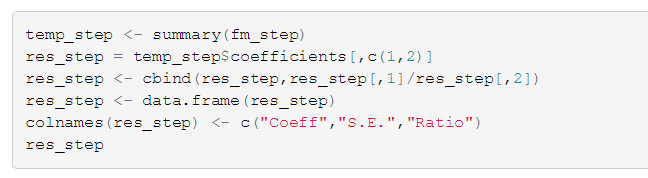 temp_step <- summary(fm_step)
res_step = temp_step$coefficients[,c(1,2)]
res_step <- cbind(res_step,res_step[,1]/res_step[,2])
res_step <- data.frame(res_step)
colnames(res_step) <- c("Coeff","S.E.","Ratio")
res_step